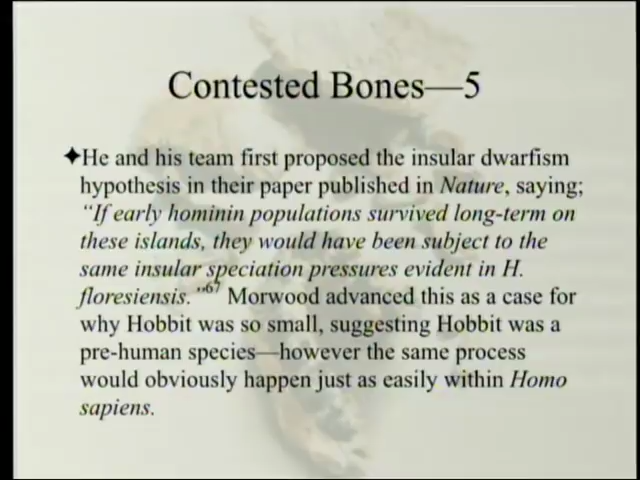 Contested Bones—5
✦He and his team first proposed the insular dwarfism
hypothesis in their paper published in Nature, saying;
“If early hominin populations survived long-term on
these islands, they would have been subject to the
same insular speciation pressures evident in H.
floresiensis.”67 Morwood advanced this as a case for
why Hobbit was so small, suggesting Hobbit was a
pre-human species—however the same process
would obviously happen just as easily within Homo
sapiens.